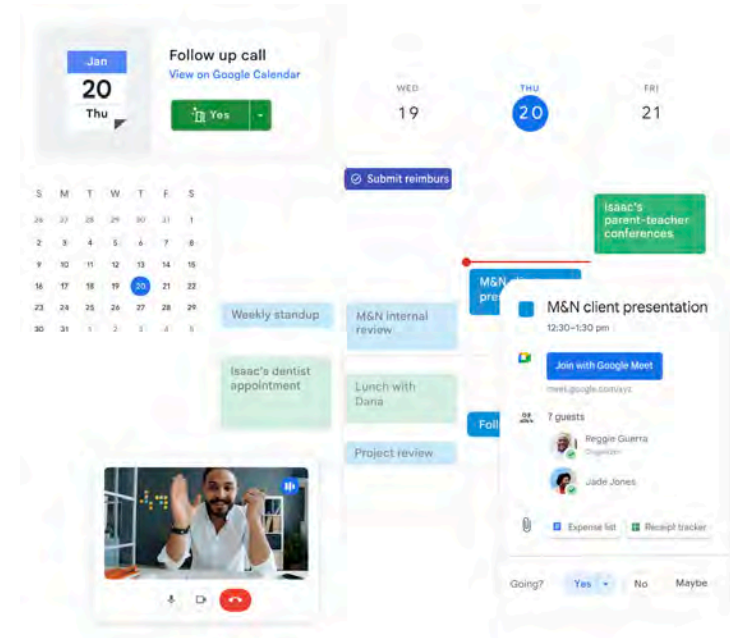 Jan
20
Thu
Follow up call
View on Google Calendar
Yes
WED
19
THU
20
FRI
21
S M T W T F S
26 27 28 29 30 31 1
2 3 4 5 6 7 8
9 10 11 12 13 14 15
16 17 18 19 20 21 22
23 24 25 26 27 28 29
30 31 1 2 3 4 5
Submit reimburs
Isaac's
parent-teacher
conferences
M&N
pre
Weekly standup
M&N internal
review
Isaac's dentist
appointment
Lunch with
Dana
Foll
Project review
M&N client presentation
12:30–1:30 pm
Join with Google Meet
meet.google.com/xyz
7 guests
Reggie Guerra
Organizer
Jade Jones
Expense list
Receipt tracker
Going?
Yes
No
Maybe